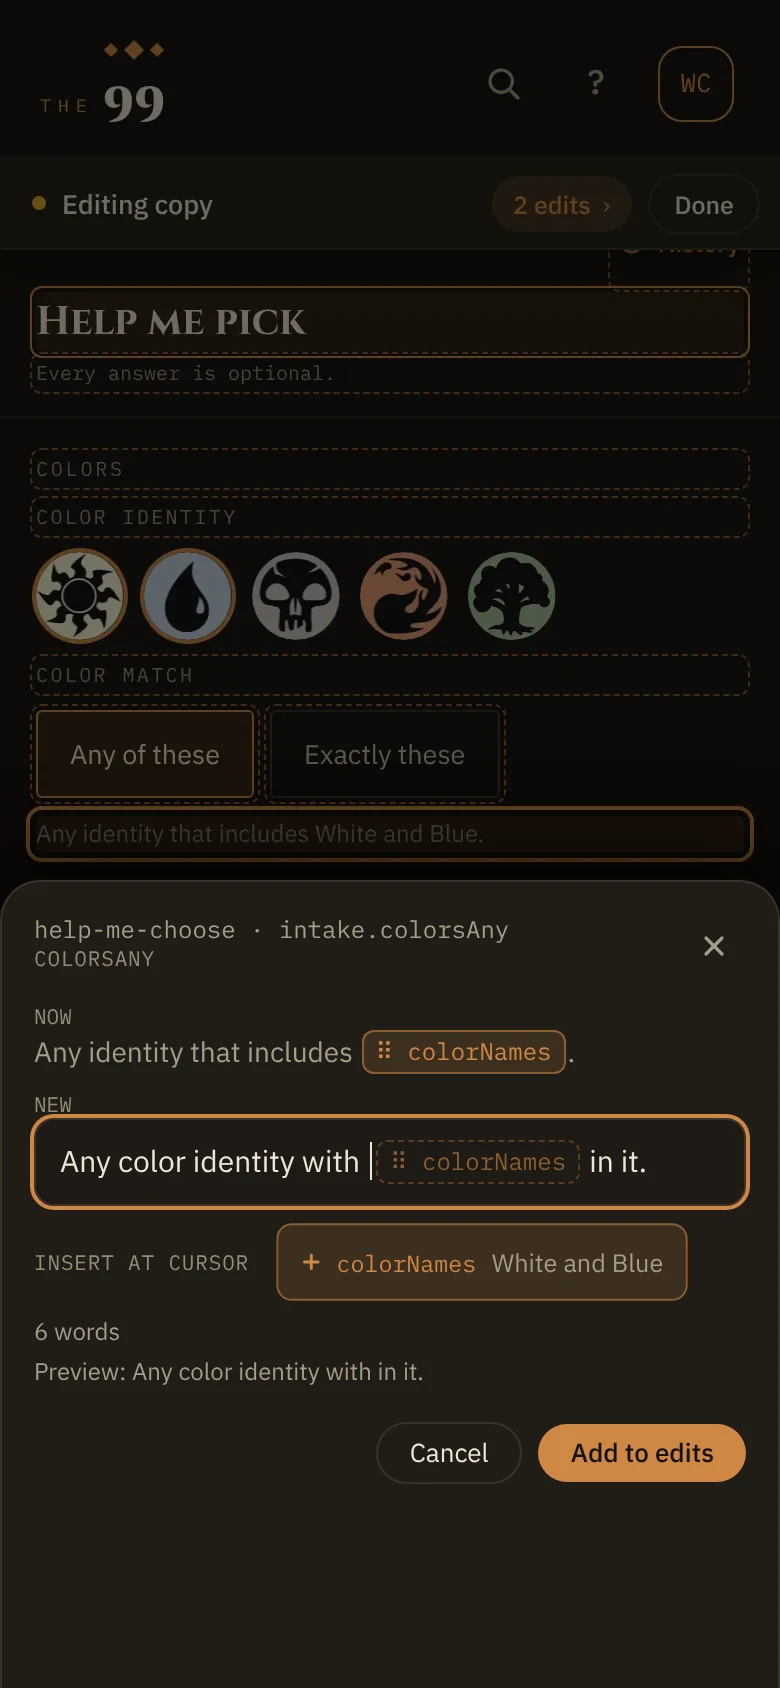 THE 99
?
WC
Editing copy
2 edits ›
Done
History
HELP ME PICK
Every answer is optional.
COLORS
COLOR IDENTITY
COLOR MATCH
Any of these
Exactly these
Any identity that includes White and Blue.
help-me-choose · intake.colorsAny
COLORSANY
NOW
Any identity that includes ⠿ colorNames.
NEW
Any color identity with ⠿ colorNames in it.
INSERT AT CURSOR
+ colorNames White and Blue
6 words
Preview: Any color identity with in it.
Cancel
Add to edits